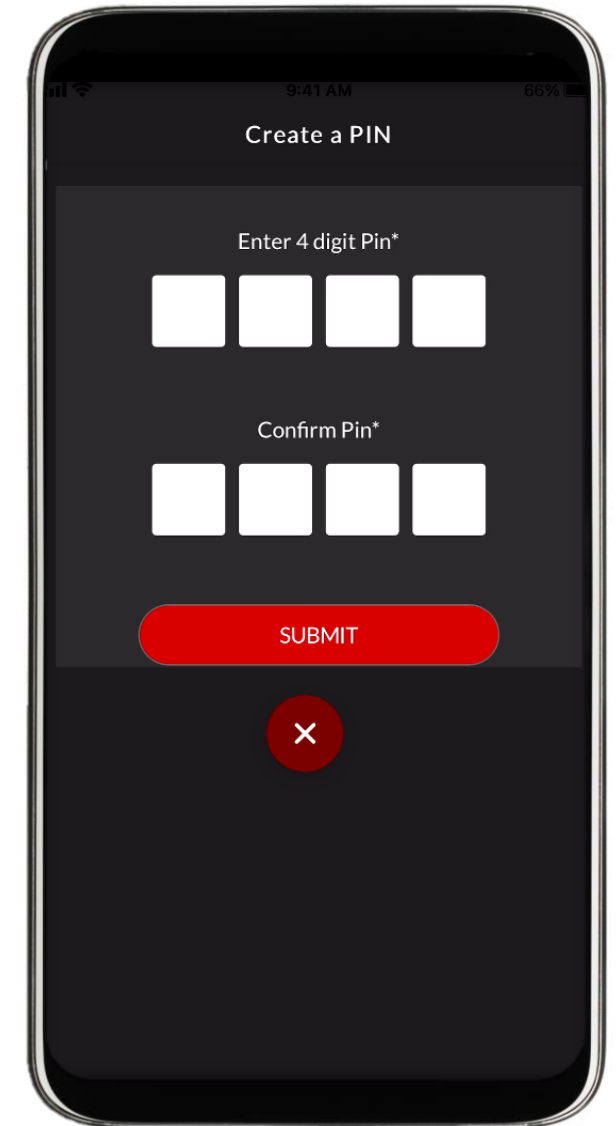 9:41 AM 66%
Create a PIN
Enter 4 digit Pin*
Confirm Pin*
SUBMIT